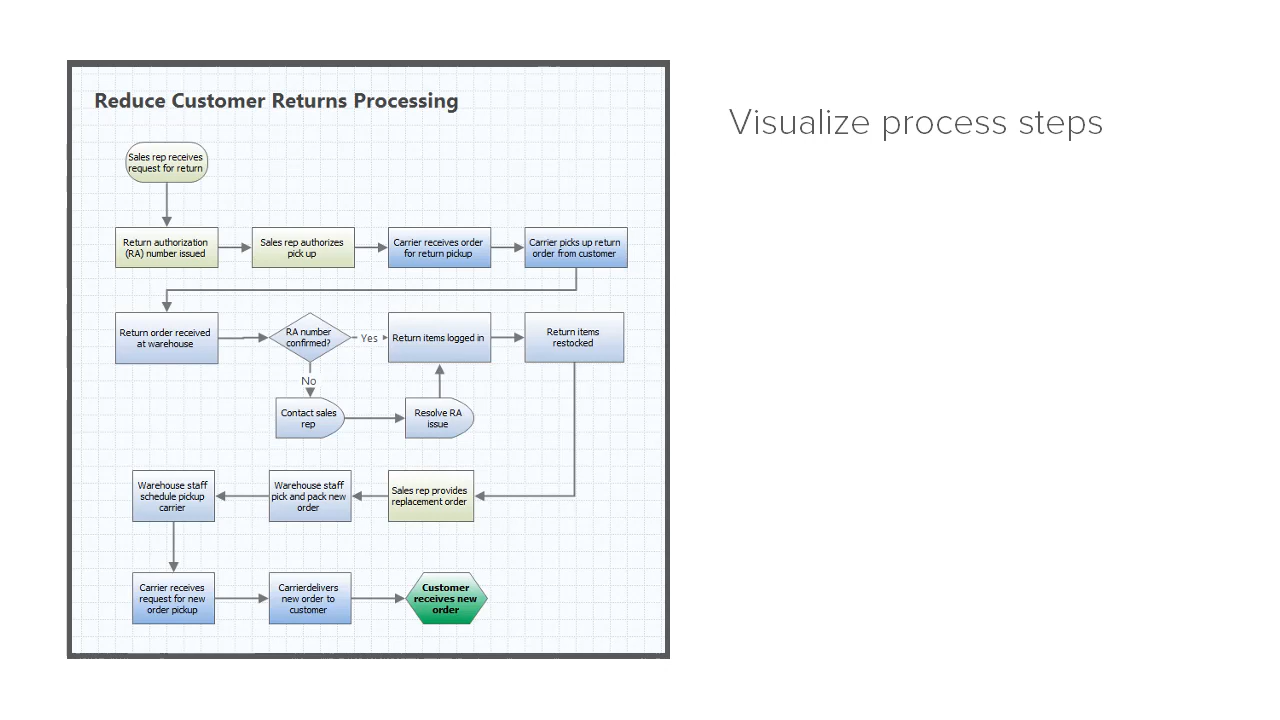 Reduce Customer Returns Processing
Visualize process steps
Sales rep receives
request for return
Return authorization
(RA) number issued
Sales rep authorizes
pick up
Carrier receives order
for return pickup
Carrier picks up return
order from customer
Return order received
at warehouse
RA number
confirmed?
Yes
Return items logged in
Return items
restocked
No
Contact sales
rep
Resolve RA
issue
Warehouse staff
schedule pickup
carrier
Warehouse staff
pick and pack new
order
Sales rep provides
replacement order
Carrier receives
request for new
order pickup
Carrierdelivers
new order to
customer
Customer
receives new
order